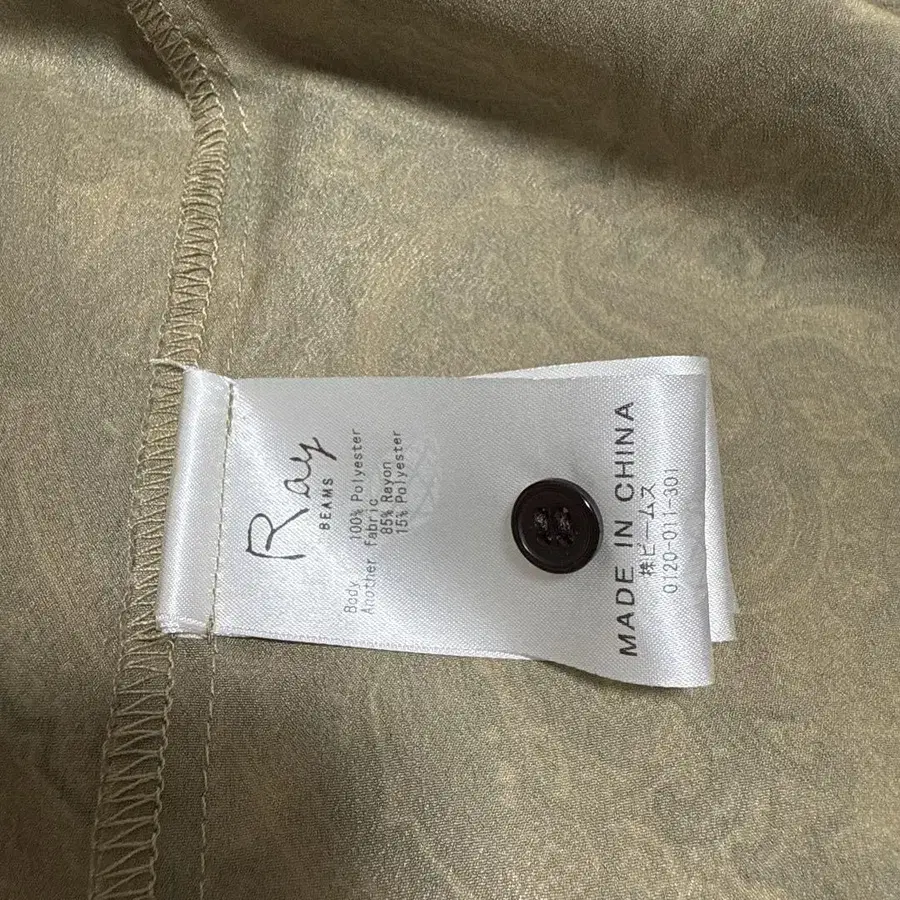 Ray
BEAMS
Body 100% Polyester
Another Fabric
85% Rayon
15% Polyester
MADE IN CHINA
株ビームス
0120-011-301